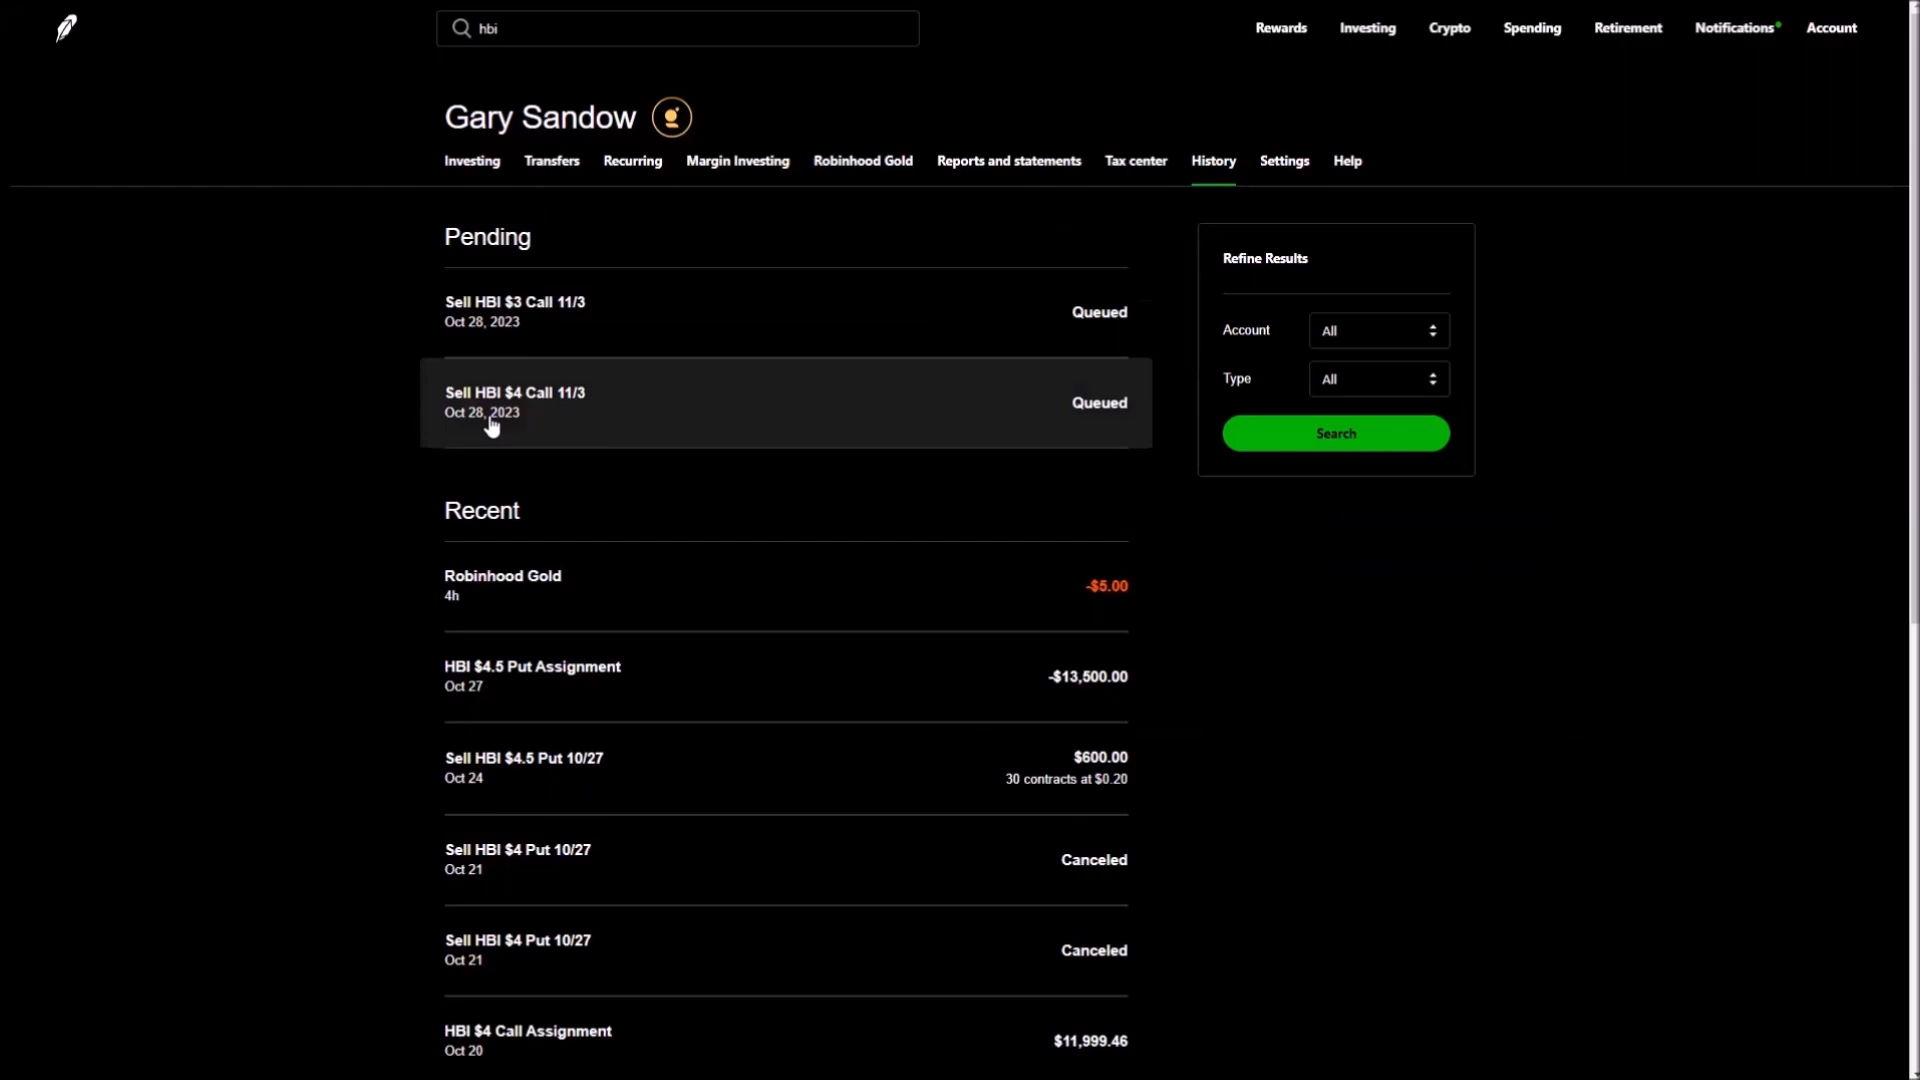 hbi
Rewards Investing Crypto Spending Retirement Notifications Account
Gary Sandow
Investing Transfers Recurring Margin Investing Robinhood Gold Reports and statements Tax center History Settings Help
Pending
Sell HBI $3 Call 11/3
Oct 28, 2023
Queued
Sell HBI $4 Call 11/3
Oct 28, 2023
Queued
Refine Results
Account All
Type All
Search
Recent
Robinhood Gold
4h
-$5.00
HBI $4.5 Put Assignment
Oct 27
-$13,500.00
Sell HBI $4.5 Put 10/27
Oct 24
$600.00
30 contracts at $0.20
Sell HBI $4 Put 10/27
Oct 21
Canceled
Sell HBI $4 Put 10/27
Oct 21
Canceled
HBI $4 Call Assignment
Oct 20
$11,999.46